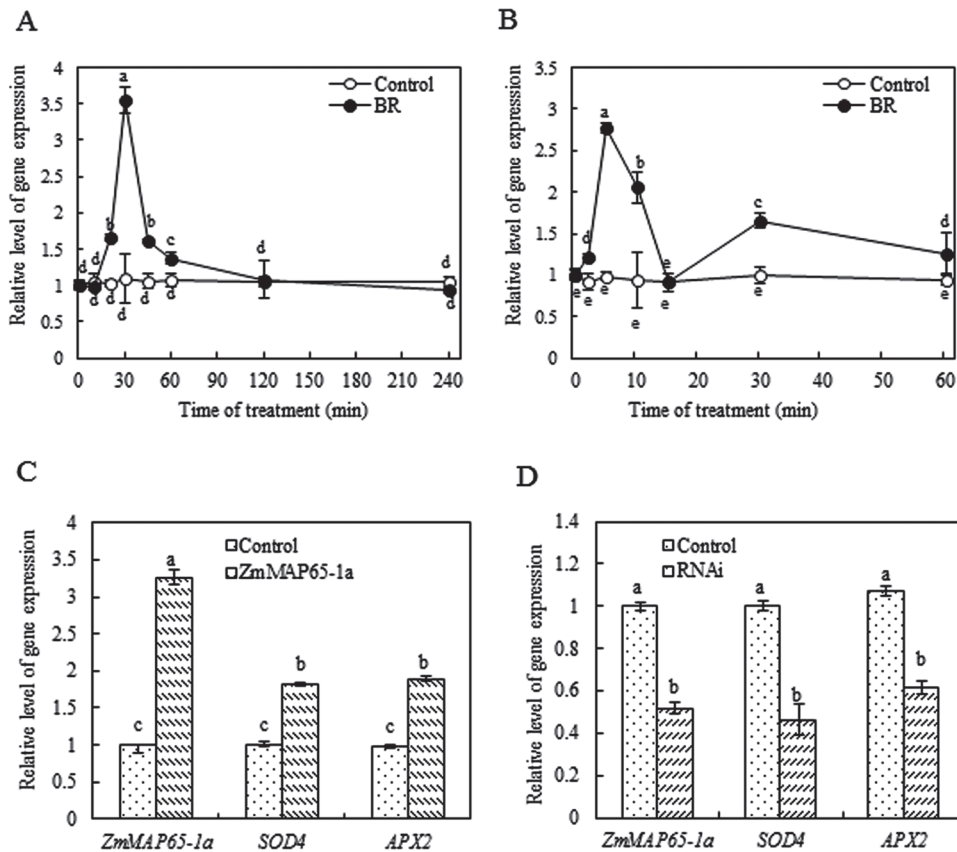 A
Relative level of gene expression
4
3.5
3
2.5
2
1.5
1
0.5
0
Control
BR
a
b
b
c
d
d
d
d
d
d
d
d
d
d
0 30 60 90 120 150 180 210 240
Time of treatment (min)
B
Relative level of gene expression
3.5
3
2.5
2
1.5
1
0.5
0
Control
BR
a
b
c
d
d
e
e
e
e
e
e
e
e
0 10 20 30 40 50 60
Time of treatment (min)
C
Relative level of gene expression
4
3.5
3
2.5
2
1.5
1
0.5
0
Control
ZmMAP65-1a
a
b
b
c
c
c
ZmMAP65-1a SOD4 APX2
D
Relative level of gene expression
1.4
1.2
1
0.8
0.6
0.4
0.2
0
Control
RNAi
a
a
a
b
b
b
ZmMAP65-1a SOD4 APX2